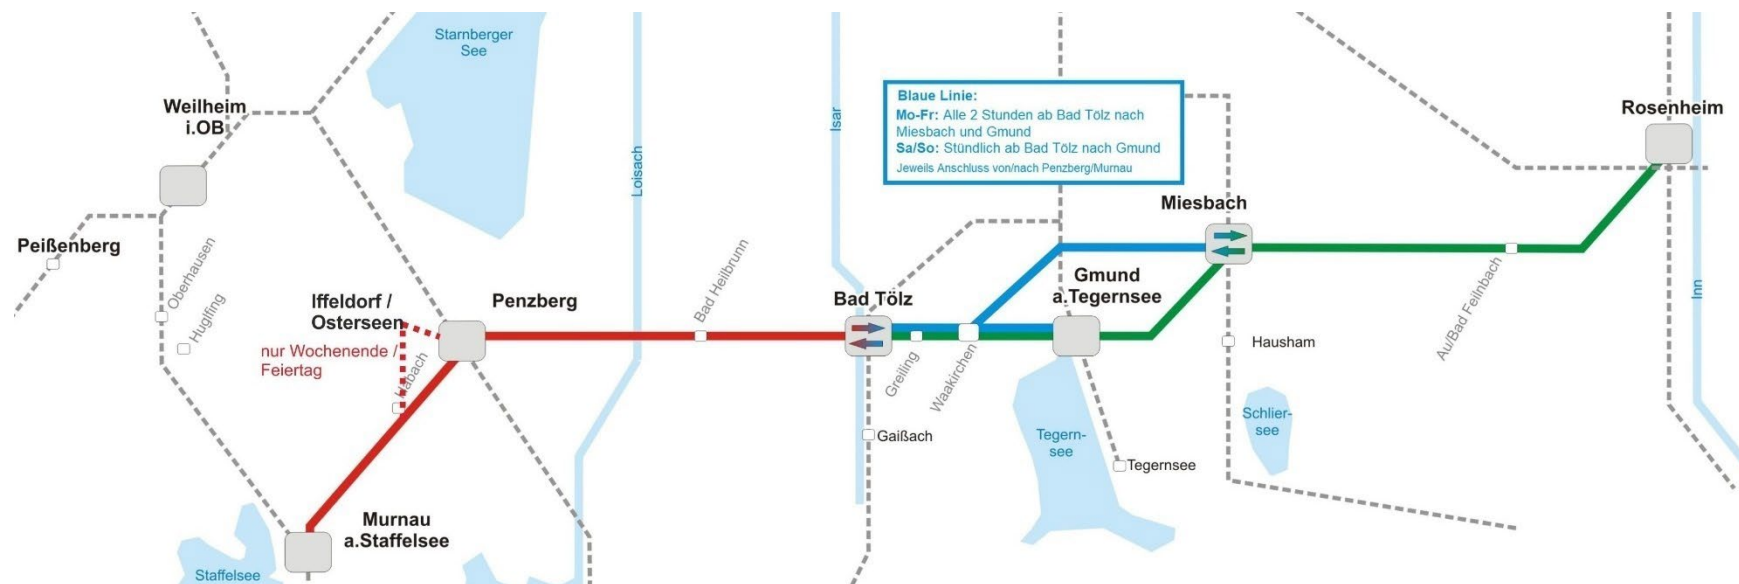 Starnberger
See
Weilheim
i.OB
Peißenberg
Oberhausen
Huglfing
Iffeldorf /
Osterseen
nur Wochenende /
Feiertag
Habach
Penzberg
Murnau
a.Staffelsee
Staffelsee
Loisach
Bad Heilbrunn
Isar
Bad Tölz
Blaue Linie:
Mo-Fr: Alle 2 Stunden ab Bad Tölz nach
Miesbach und Gmund
Sa/So: Stündlich ab Bad Tölz nach Gmund
Jeweils Anschluss von/nach Penzberg/Murnau
Greiling
Waakirchen
Gaißach
Gmund
a.Tegernsee
Tegern-
see
Tegernsee
Miesbach
Hausham
Schlier-
see
Au/Bad Feilnbach
Rosenheim
Inn